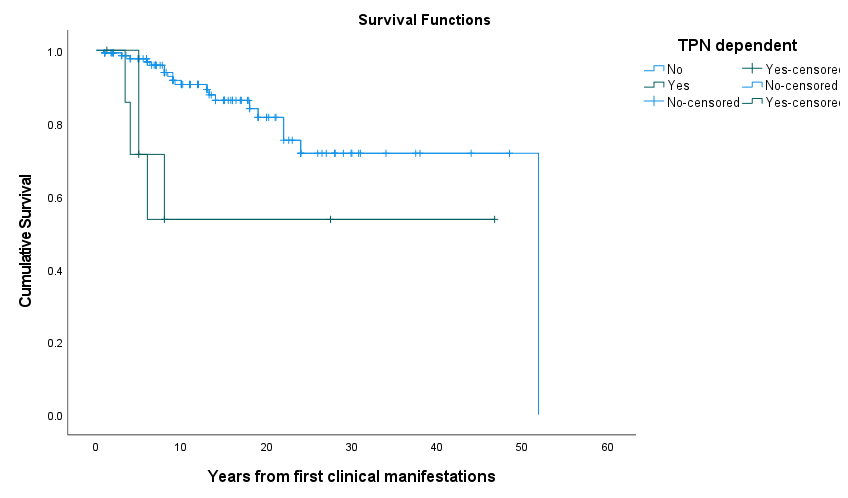 Survival Functions
TPN dependent
No
Yes
No-censored
Yes-censored
No-censored
Yes-censored
1.0
0.8
0.6
0.4
0.2
0.0
Cumulative Survival
0 10 20 30 40 50 60
Years from first clinical manifestations